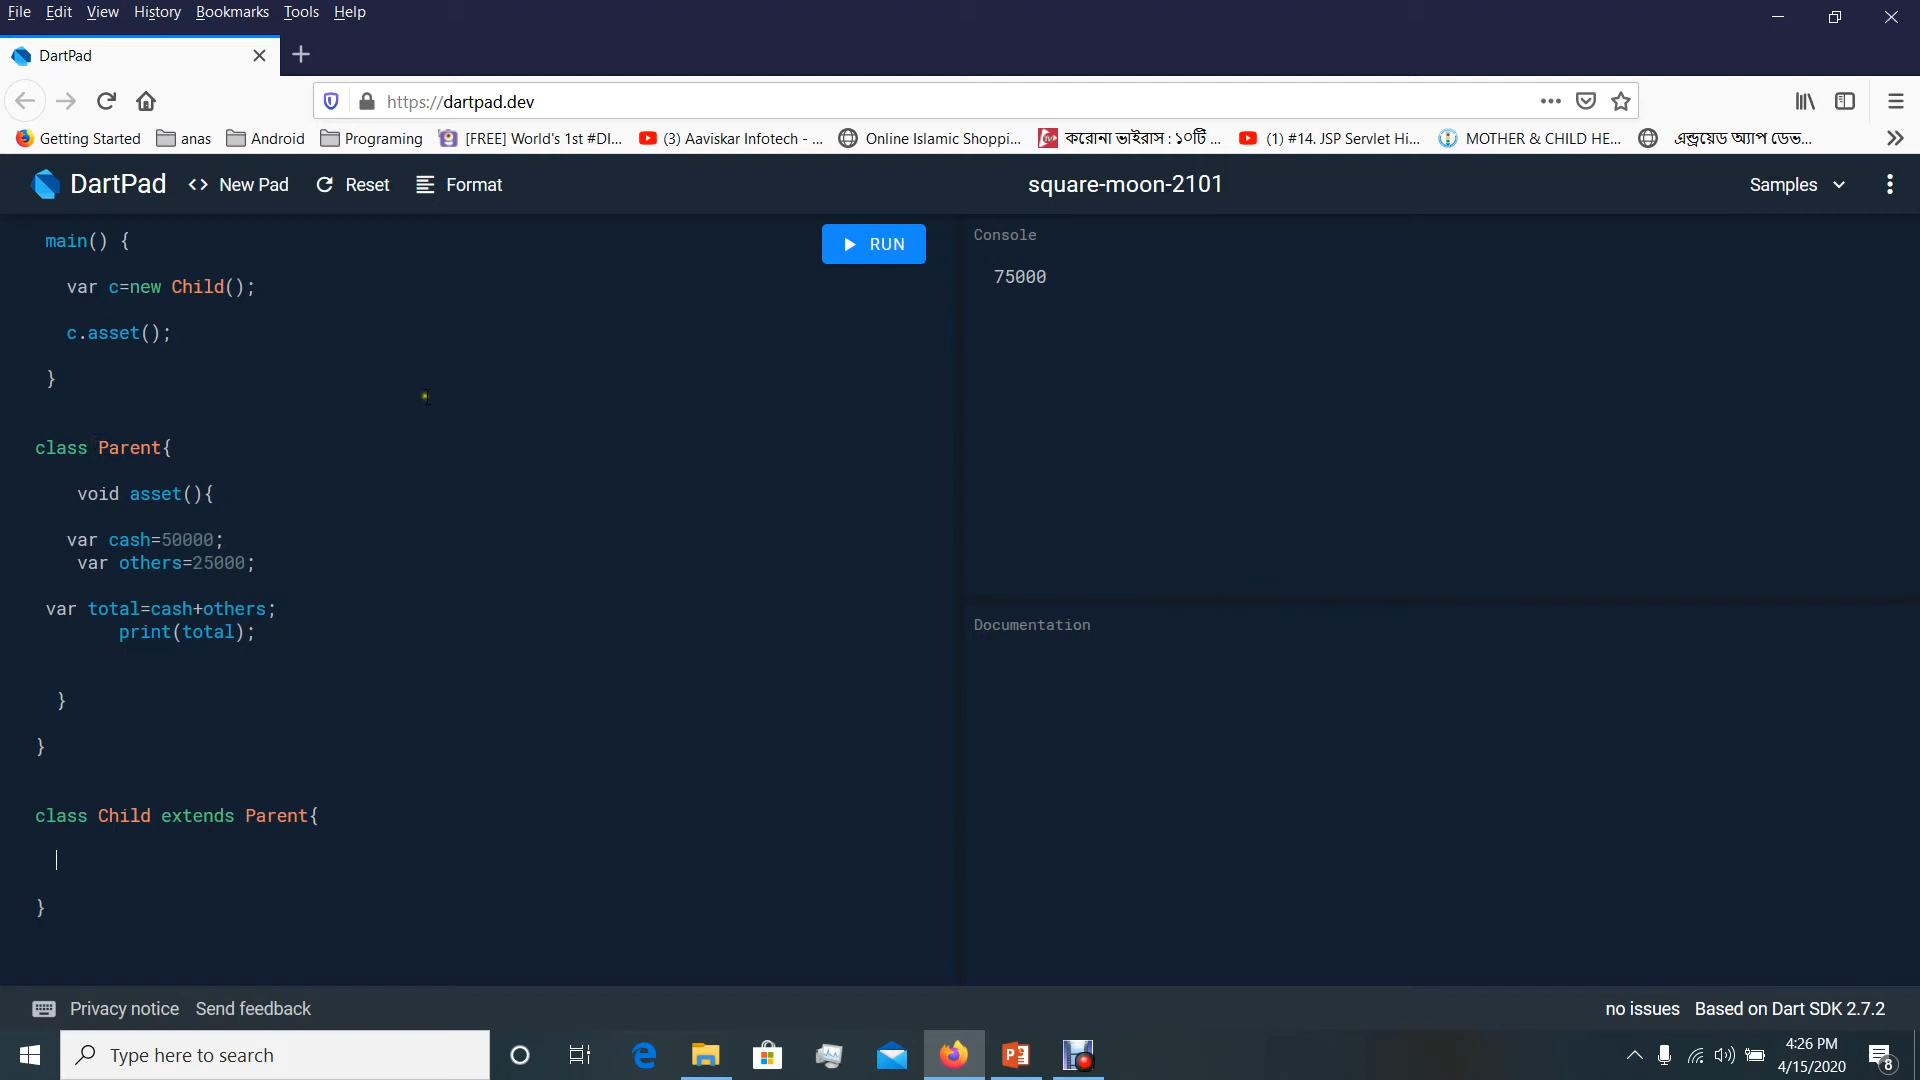 File Edit View History Bookmarks Tools Help
DartPad
https://dartpad.dev
Getting Started anas Android Programing [FREE] World's 1st #DI... (3) Aaviskar Infotech - ... Online Islamic Shoppi... করোনা ভাইরাস : ১০টি ... (1) #14. JSP Servlet Hi... MOTHER & CHILD HE... এন্ড্রয়েড অ্যাপ ডেভ...
DartPad <> New Pad Reset Format square-moon-2101 Samples
main() {
RUN
var c=new Child();
c.asset();
}
class Parent{
void asset(){
var cash=50000;
var others=25000;
var total=cash+others;
print(total);
}
}
class Child extends Parent{
}
Console
75000
Documentation
Privacy notice Send feedback no issues Based on Dart SDK 2.7.2
Type here to search
4:26 PM
4/15/2020
8